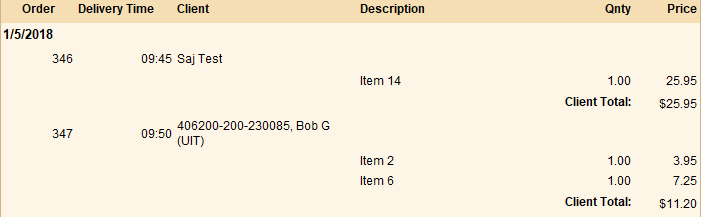 Order Delivery Time Client Description Qnty Price
1/5/2018
346 09:45 Saj Test
Item 14 1.00 25.95
Client Total: $25.95
347 09:50 406200-200-230085, Bob G
(UIT)
Item 2 1.00 3.95
Item 6 1.00 7.25
Client Total: $11.20